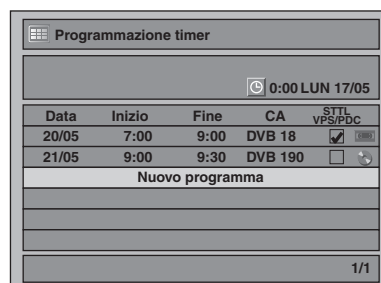 Programmazione timer
0:00 LUN 17/05
Data Inizio Fine CA STTL VPS/PDC
20/05 7:00 9:00 DVB 18
21/05 9:00 9:30 DVB 190
Nuovo programma
1/1